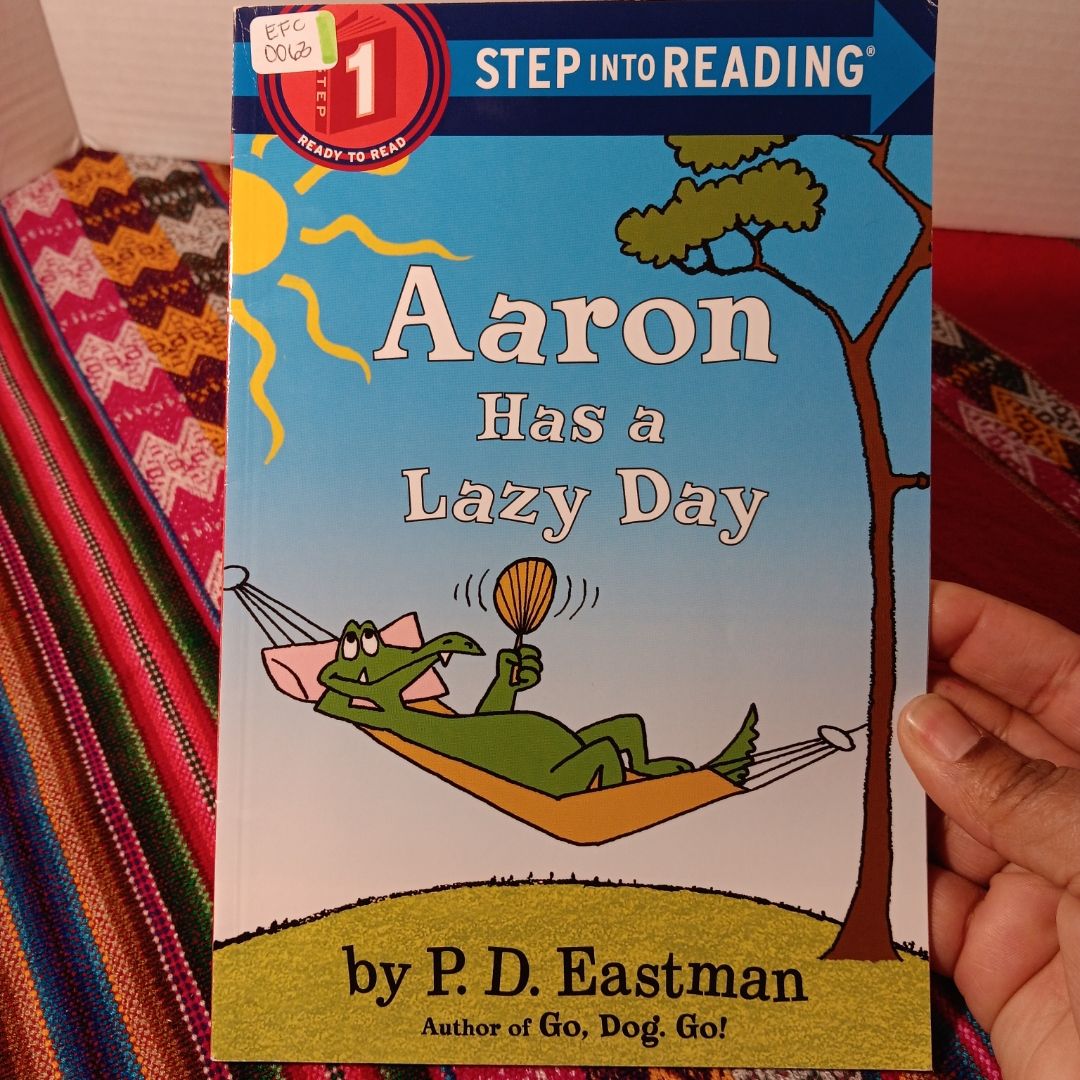 EFC
0063
STEP
1
READY TO READ
STEP INTO READING®
Aaron
Has a
Lazy Day
by P. D. Eastman
Author of Go, Dog. Go!